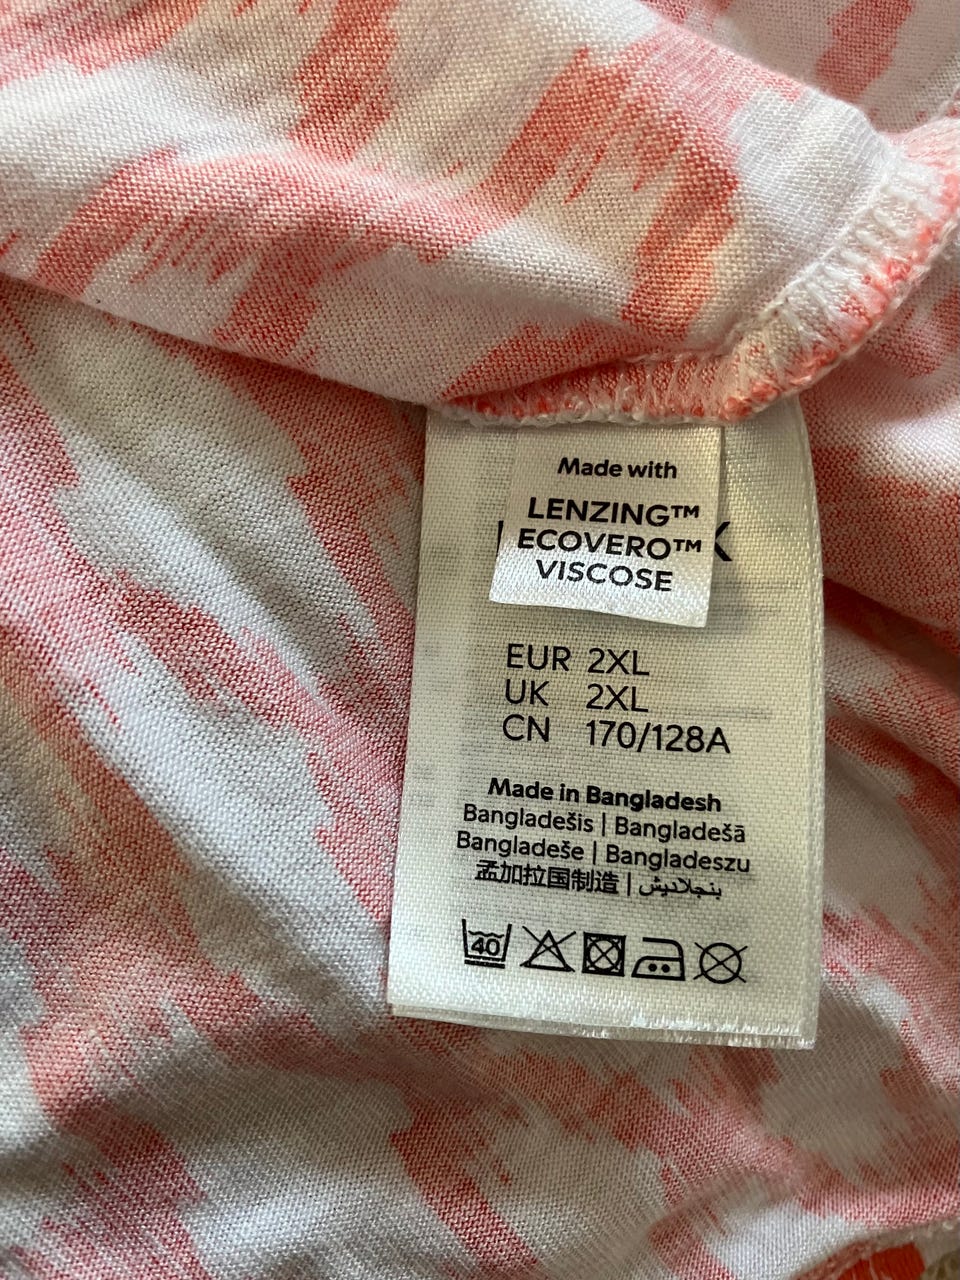 Made with
LENZING™
ECOVERO™
VISCOSE
EUR 2XL
UK 2XL
CN 170/128A
Made in Bangladesh
Bangladešis | Bangladešā
Bangladeše | Bangladeszu
孟加拉国制造 | بنجلاديش
40